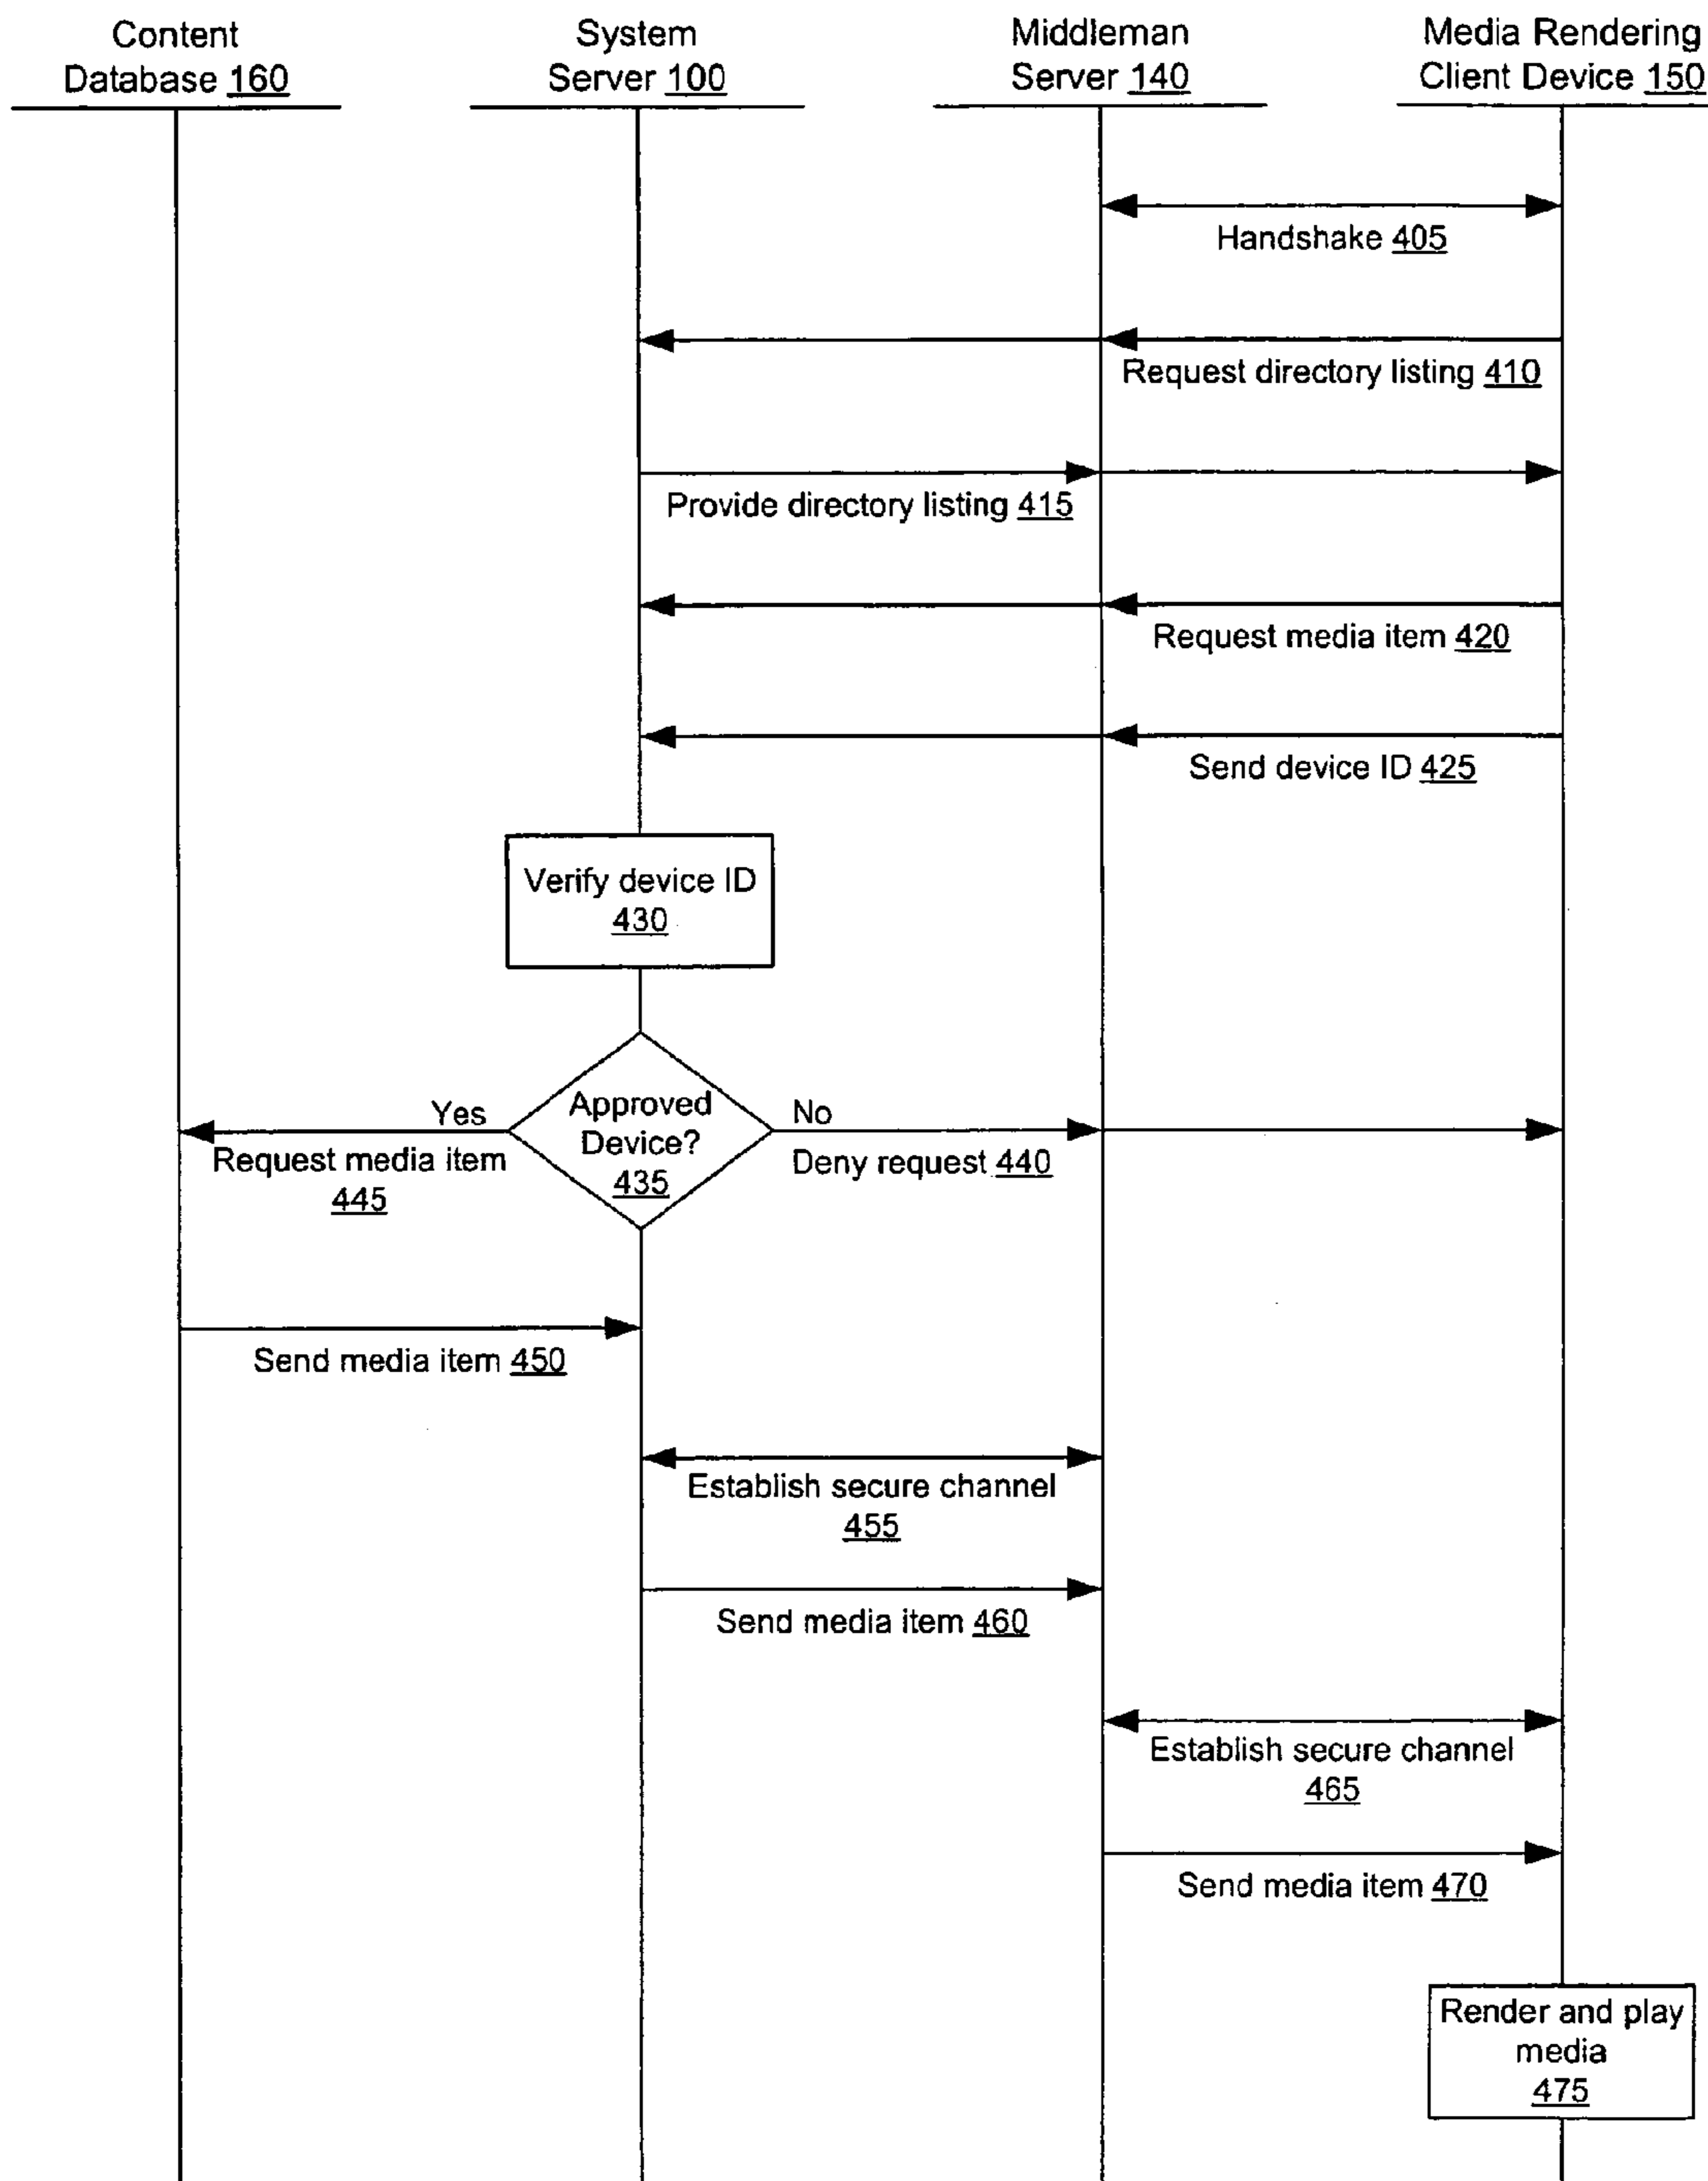 Content
Database 160
System
Server 100
Middleman
Server 140
Media Rendering
Client Device 150
Handshake 405
Request directory listing 410
Provide directory listing 415
Request media item 420
Send device ID 425
Verify device ID
430
Approved
Device?
435
Yes
Request media item
445
No
Deny request 440
Send media item 450
Establish secure channel
455
Send media item 460
Establish secure channel
465
Send media item 470
Render and play
media
475